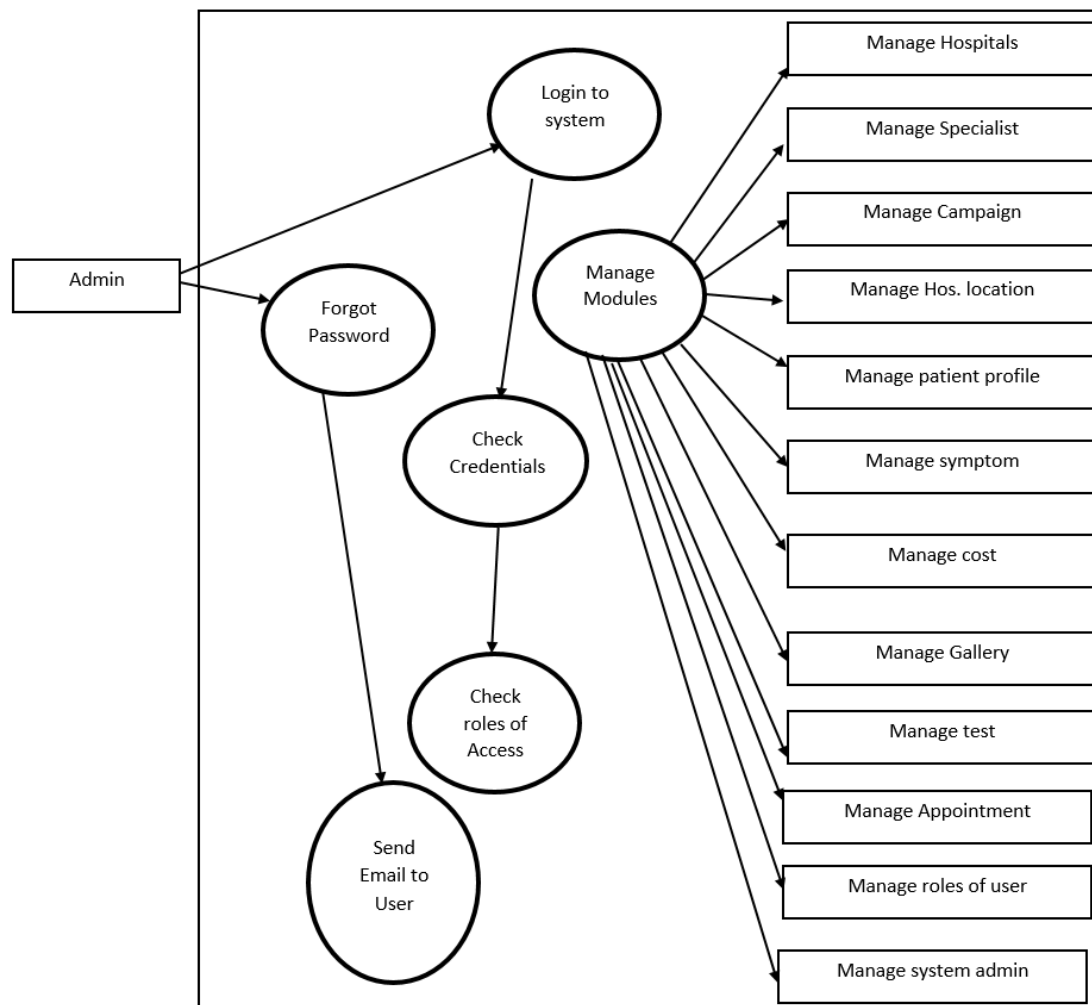 Manage Hospitals
Login to
system
Manage Specialist
Manage Campaign
Admin
Forgot
Password
Manage
Modules
Manage Hos. location
Manage patient profile
Check
Credentials
Manage symptom
Manage cost
Manage Gallery
Check
roles of
Access
Manage test
Manage Appointment
Send
Email to
User
Manage roles of user
Manage system admin